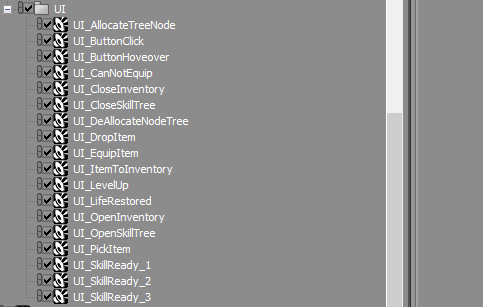 UI
UI_AllocateTreeNode
UI_ButtonClick
UI_ButtonHoveover
UI_CanNotEquip
UI_CloseInventory
UI_CloseSkillTree
UI_DeAllocateNodeTree
UI_DropItem
UI_EquipItem
UI_ItemToInventory
UI_LevelUp
UI_LifeRestored
UI_OpenInventory
UI_OpenSkillTree
UI_PickItem
UI_SkillReady_1
UI_SkillReady_2
UI_SkillReady_3